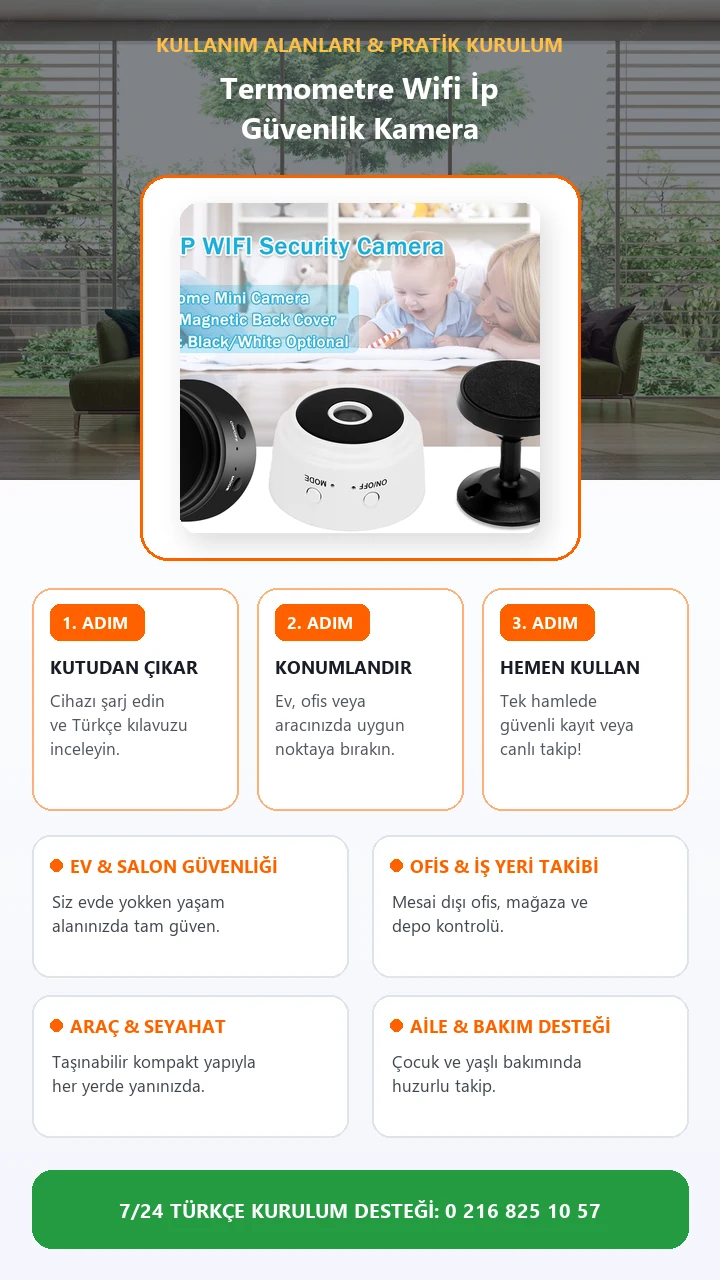 KULLANIM ALANLARI & PRATİK KURULUM
Termometre Wifi İp
Güvenlik Kamera
P WIFI Security Camera
ome Mini Camera
Magnetic Back Cover
: Black/White Optional
MODE
ON/OFF
1. ADIM
KUTUDAN ÇIKAR
Cihazı şarj edin
ve Türkçe kılavuzu
inceleyin.
2. ADIM
KONUMLANDIR
Ev, ofis veya
aracınızda uygun
noktaya bırakın.
3. ADIM
HEMEN KULLAN
Tek hamlede
güvenli kayıt veya
canlı takip!
EV & SALON GÜVENLİĞİ
Siz evde yokken yaşam
alanınızda tam güven.
OFİS & İŞ YERİ TAKİBİ
Mesai dışı ofis, mağaza ve
depo kontrolü.
ARAÇ & SEYAHAT
Taşınabilir kompakt yapıyla
her yerde yanınızda.
AİLE & BAKIM DESTEĞİ
Çocuk ve yaşlı bakımında
huzurlu takip.
7/24 TÜRKÇE KURULUM DESTEĞİ: 0 216 825 10 57